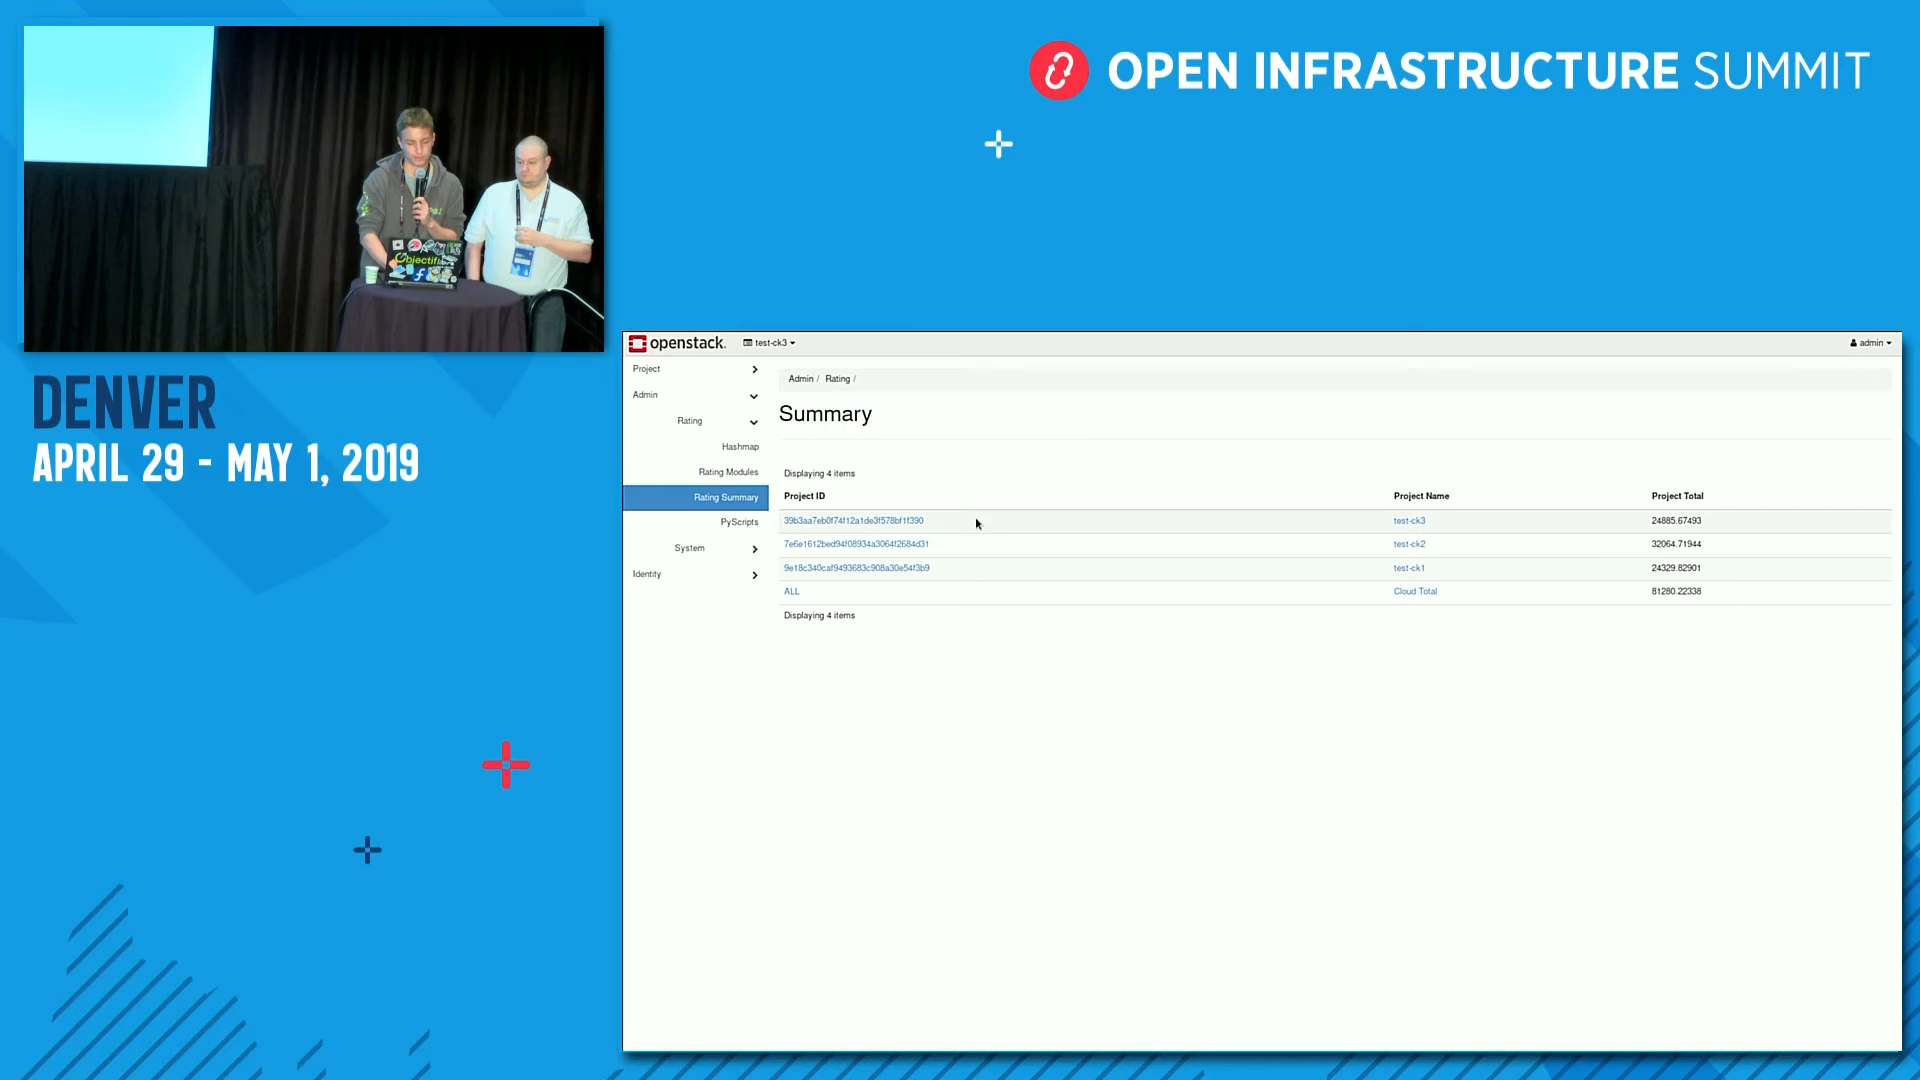 OPEN INFRASTRUCTURE SUMMIT
DENVER
APRIL 29 - MAY 1, 2019
Objectif
openstack. test-ck3 admin
Project
Admin
Rating
Hashmap
Rating Modules
Rating Summary
PyScripts
System
Identity
Admin / Rating /
Summary
Displaying 4 items
Project ID Project Name Project Total
39b3aa7eb0f74f12a1de3f578bf1f390 test-ck3 24885.67493
7e6e1612bed94f08934a3064f2684d31 test-ck2 32064.71944
9e18c340caf9493683c908a30e54f3b9 test-ck1 24329.82901
ALL Cloud Total 81280.22338
Displaying 4 items